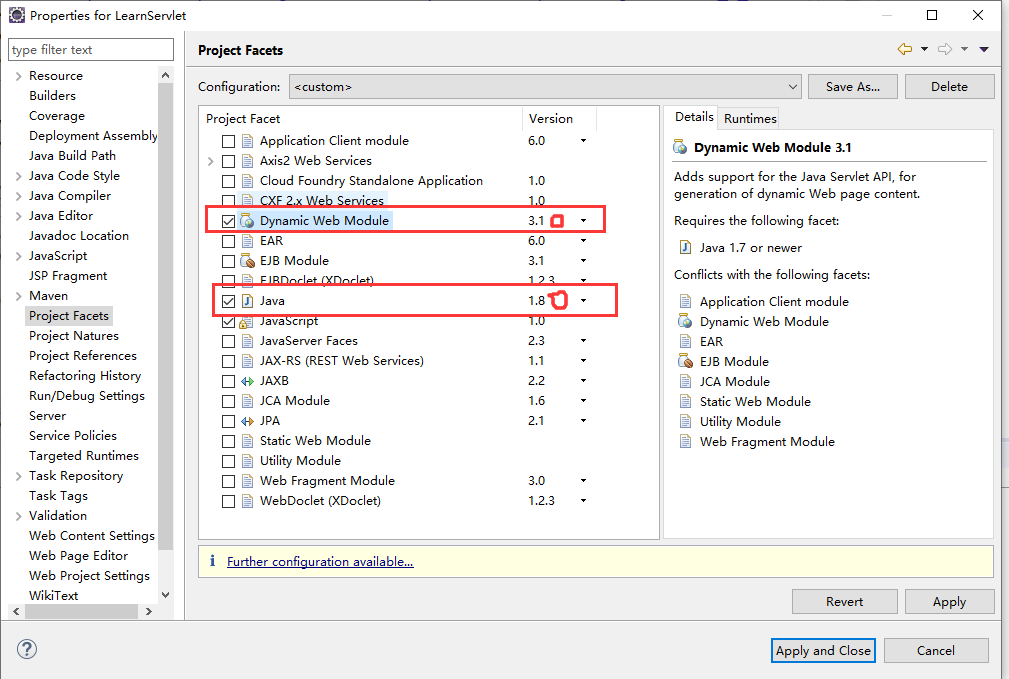 Properties for LearnServlet
type filter text
Resource
Builders
Coverage
Deployment Assembly
Java Build Path
Java Code Style
Java Compiler
Java Editor
Javadoc Location
JavaScript
JSP Fragment
Maven
Project Facets
Project Natures
Project References
Refactoring History
Run/Debug Settings
Server
Service Policies
Targeted Runtimes
Task Repository
Task Tags
Validation
Web Content Settings
Web Page Editor
Web Project Settings
WikiText
Project Facets
Configuration: <custom> Save As... Delete
Project Facet Version
Application Client module 6.0
Axis2 Web Services
Cloud Foundry Standalone Application 1.0
CXF 2.x Web Services 1.0
Dynamic Web Module 3.1
EAR 6.0
EJB Module 3.1
EJBDoclet (XDoclet) 1.2.3
Java 1.8
JavaScript 1.0
JavaServer Faces 2.3
JAX-RS (REST Web Services) 1.1
JAXB 2.2
JCA Module 1.6
JPA 2.1
Static Web Module
Utility Module
Web Fragment Module 3.0
WebDoclet (XDoclet) 1.2.3
Details Runtimes
Dynamic Web Module 3.1
Adds support for the Java Servlet API, for
generation of dynamic Web page content.
Requires the following facet:
Java 1.7 or newer
Conflicts with the following facets:
Application Client module
Dynamic Web Module
EAR
EJB Module
JCA Module
Static Web Module
Utility Module
Web Fragment Module
i Further configuration available...
Revert Apply
? Apply and Close Cancel